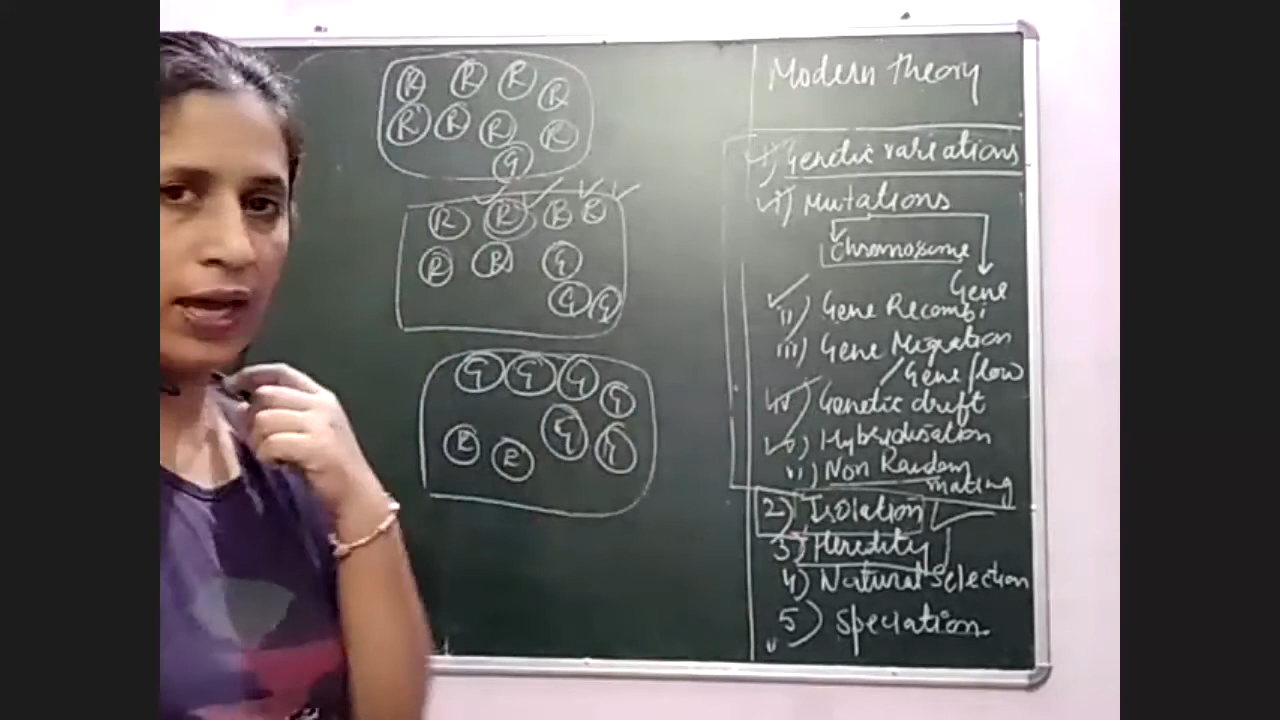 R R R R
R R R R
G
R R R R
R R G
G G
G G G G
R R G G
Modern theory
1) Genetic variations
i) Mutations
Chromosome
Gene
ii) Gene Recombi
iii) Gene Migration
/Gene flow
iv) Genetic drift
v) Hybridisation
vi) Non Random
mating
2) Isolation
3) Heredity
4) Natural selection
5) Speciation